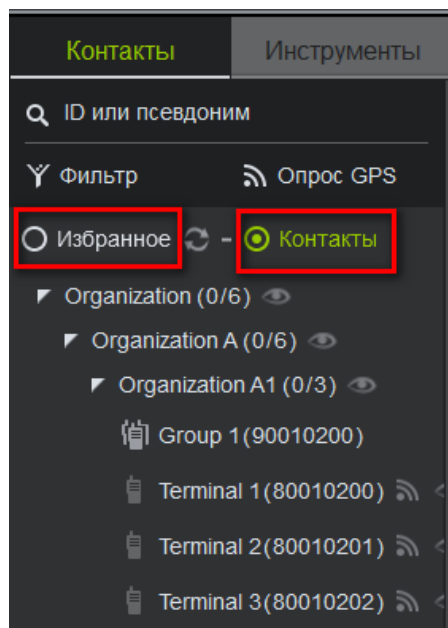 Контакты Инструменты
ID или псевдоним
Фильтр Опрос GPS
Избранное - Контакты
Organization (0/6)
Organization A (0/6)
Organization A1 (0/3)
Group 1(90010200)
Terminal 1(80010200)
Terminal 2(80010201)
Terminal 3(80010202)